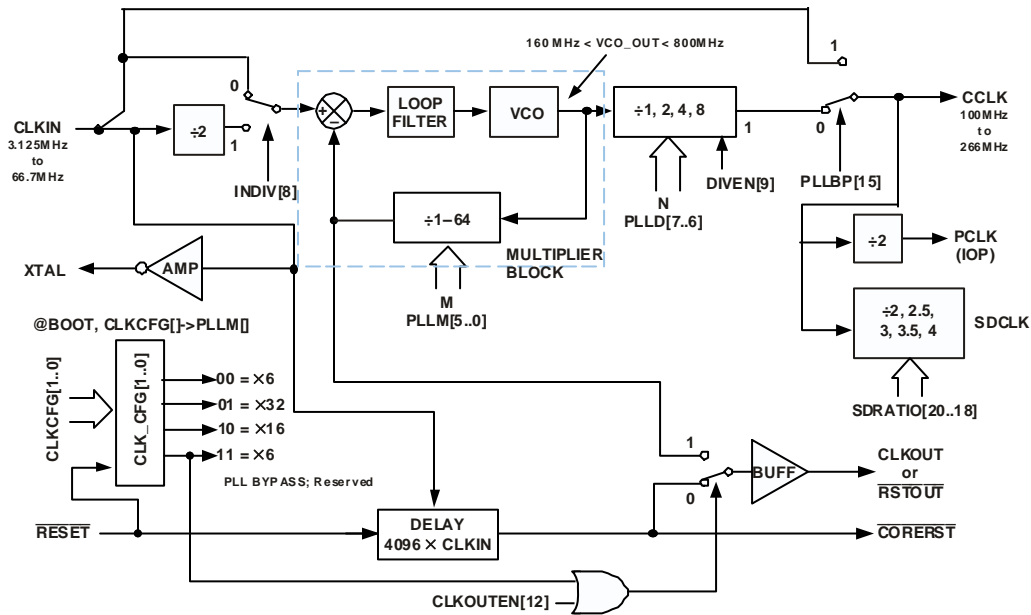 160 MHz < VCO_OUT < 800MHz
1
0
CLKIN
3.125MHz
to
66.7MHz
÷2
1
INDIV[8]
+
−
LOOP
FILTER
VCO
÷1, 2, 4, 8
1
0
CCLK
100MHz
to
266MHz
N
PLLD[7..6]
DIVEN[9]
PLLBP[15]
÷1–64
MULTIPLIER
BLOCK
M
PLLM[5..0]
÷2
PCLK
(IOP)
XTAL
AMP
÷2, 2.5,
3, 3.5, 4
SDCLK
SDRATIO[20..18]
@BOOT, CLKCFG[]->PLLM[]
CLKCFG[1..0]
CLK_CFG[1..0]
00 = ×6
01 = ×32
10 = ×16
11 = ×6
PLL BYPASS; Reserved
1
0
BUFF
CLKOUT
or
RSTOUT
RESET
DELAY
4096 × CLKIN
CORERST
CLKOUTEN[12]